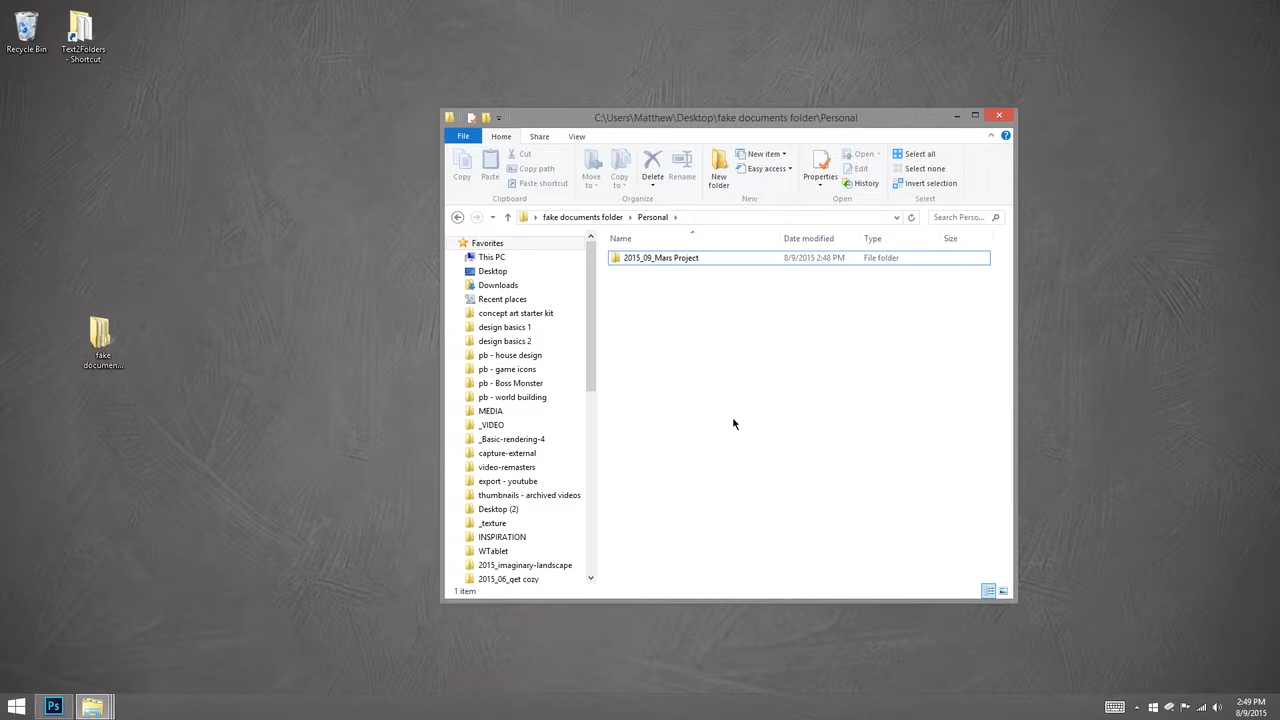 Recycle Bin
Text2Folders
- Shortcut
fake
documen...
C:\Users\Matthew\Desktop\fake documents folder\Personal
File
Home
Share
View
Copy
Paste
Cut
Copy path
Paste shortcut
Clipboard
Move
to
Copy
to
Delete
Rename
Organize
New
folder
New item
Easy access
New
Properties
Open
Edit
History
Open
Select all
Select none
Invert selection
Select
fake documents folder
Personal
Search Perso...
Favorites
This PC
Desktop
Downloads
Recent places
concept art starter kit
design basics 1
design basics 2
pb - house design
pb - game icons
pb - Boss Monster
pb - world building
MEDIA
_VIDEO
_Basic-rendering-4
capture-external
video-remasters
export - youtube
thumbnails - archived videos
Desktop (2)
_texture
INSPIRATION
WTablet
2015_imaginary-landscape
2015_06_get cozy
Name
Date modified
Type
Size
2015_09_Mars Project
8/9/2015 2:48 PM
File folder
1 item
Ps
2:49 PM
8/9/2015